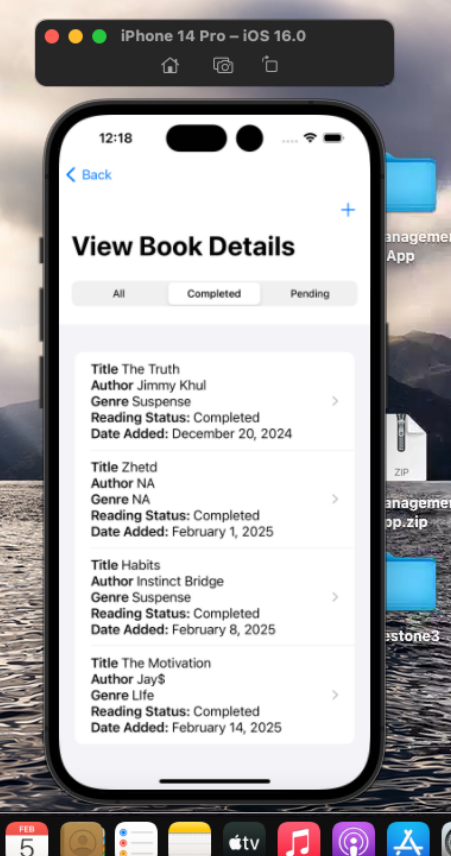 iPhone 14 Pro – iOS 16.0
12:18
Back
+
View Book Details
All Completed Pending
Title The Truth
Author Jimmy Khul
Genre Suspense
Reading Status: Completed
Date Added: December 20, 2024
Title Zhetd
Author NA
Genre NA
Reading Status: Completed
Date Added: February 1, 2025
Title Habits
Author Instinct Bridge
Genre Suspense
Reading Status: Completed
Date Added: February 8, 2025
Title The Motivation
Author Jay$
Genre LIfe
Reading Status: Completed
Date Added: February 14, 2025
anagemen
App
ZIP
anagemen
pp.zip
estone3
FEB
5
tv